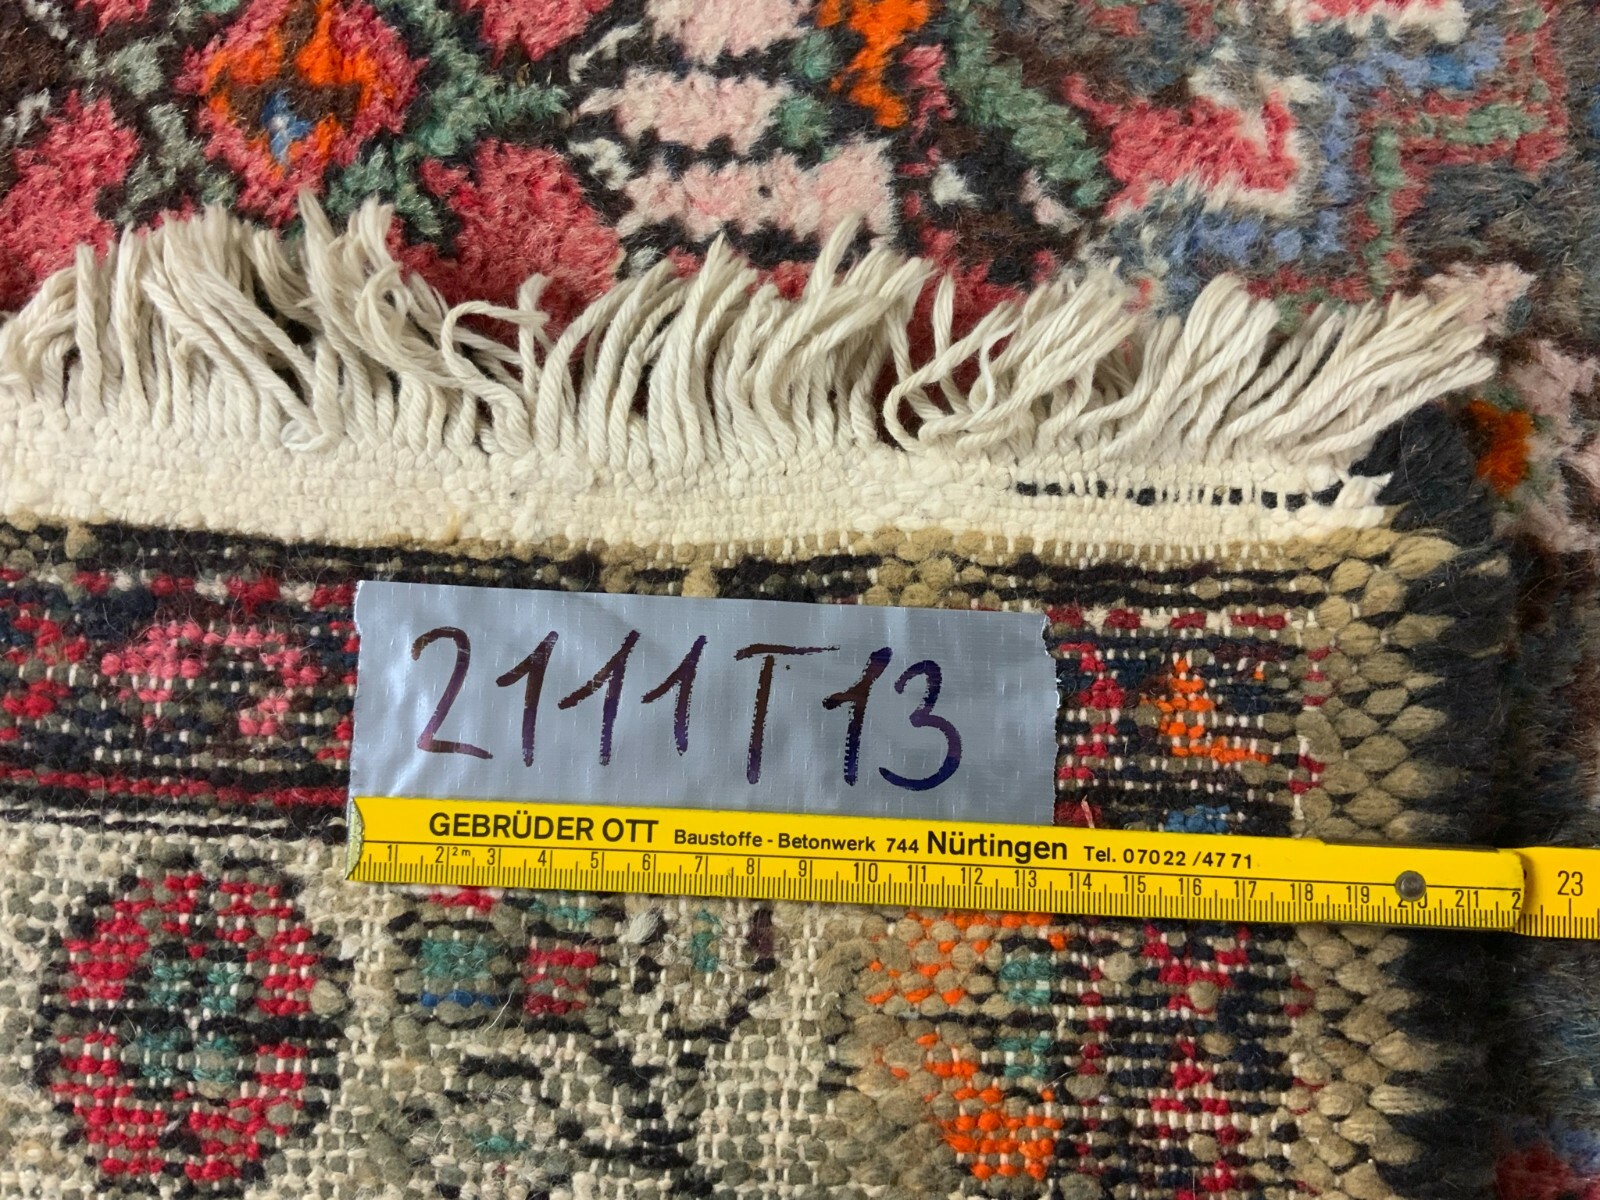 2111T13
GEBRÜDER OTT Baustoffe - Betonwerk 744 Nürtingen Tel. 07022/4771
1 2 2m 3 4 5 6 7 8 9 10 11 12 13 14 15 16 17 18 19 20 21 2 23